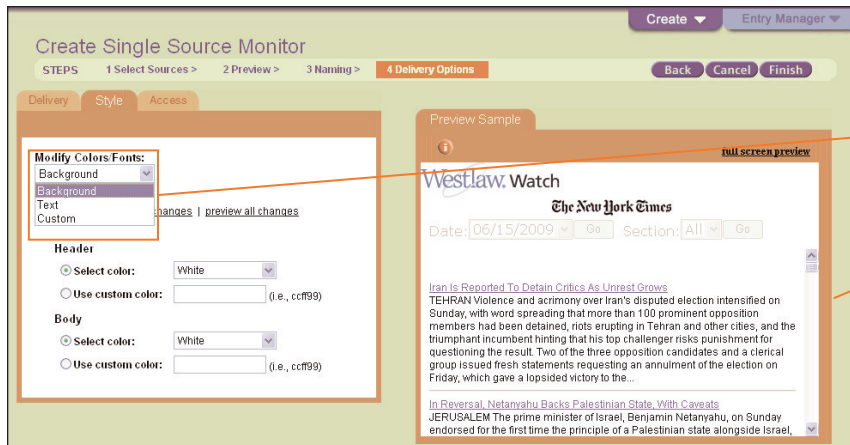 Create
Entry Manager
Create Single Source Monitor
STEPS 1 Select Sources > 2 Preview > 3 Naming > 4 Delivery Options
Back Cancel Finish
Delivery Style Access
Modify Colors/Fonts:
Background
Background
Text
Custom
changes | preview all changes
Header
Select color: White
Use custom color: (i.e., ccff99)
Body
Select color: White
Use custom color: (i.e., ccff99)
Preview Sample
full screen preview
Westlaw. Watch
The New York Times
Date: 06/15/2009 Go Section: All Go
Iran Is Reported To Detain Critics As Unrest Grows
TEHRAN Violence and acrimony over Iran's disputed election intensified on
Sunday, with word spreading that more than 100 prominent opposition
members had been detained, riots erupting in Tehran and other cities, and the
triumphant incumbent hinting that his top challenger risks punishment for
questioning the result. Two of the three opposition candidates and a clerical
group issued fresh statements requesting an annulment of the election on
Friday, which gave a lopsided victory to the...
In Reversal, Netanyahu Backs Palestinian State, With Caveats
JERUSALEM The prime minister of Israel, Benjamin Netanyahu, on Sunday
endorsed for the first time the principle of a Palestinian state alongside Israel,